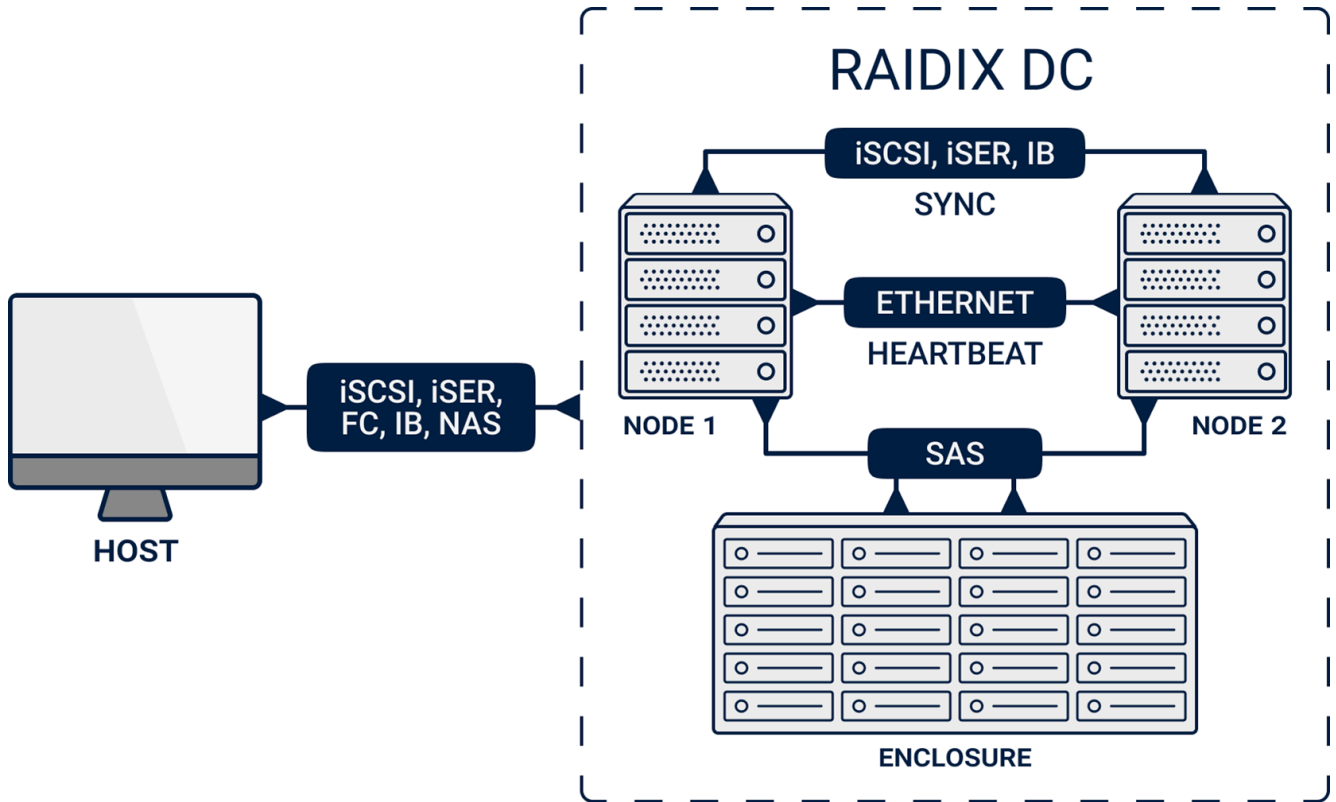 RAIDIX DC
iSCSI, iSER, IB
SYNC
ETHERNET
HEARTBEAT
iSCSI, iSER,
FC, IB, NAS
NODE 1
NODE 2
SAS
HOST
ENCLOSURE